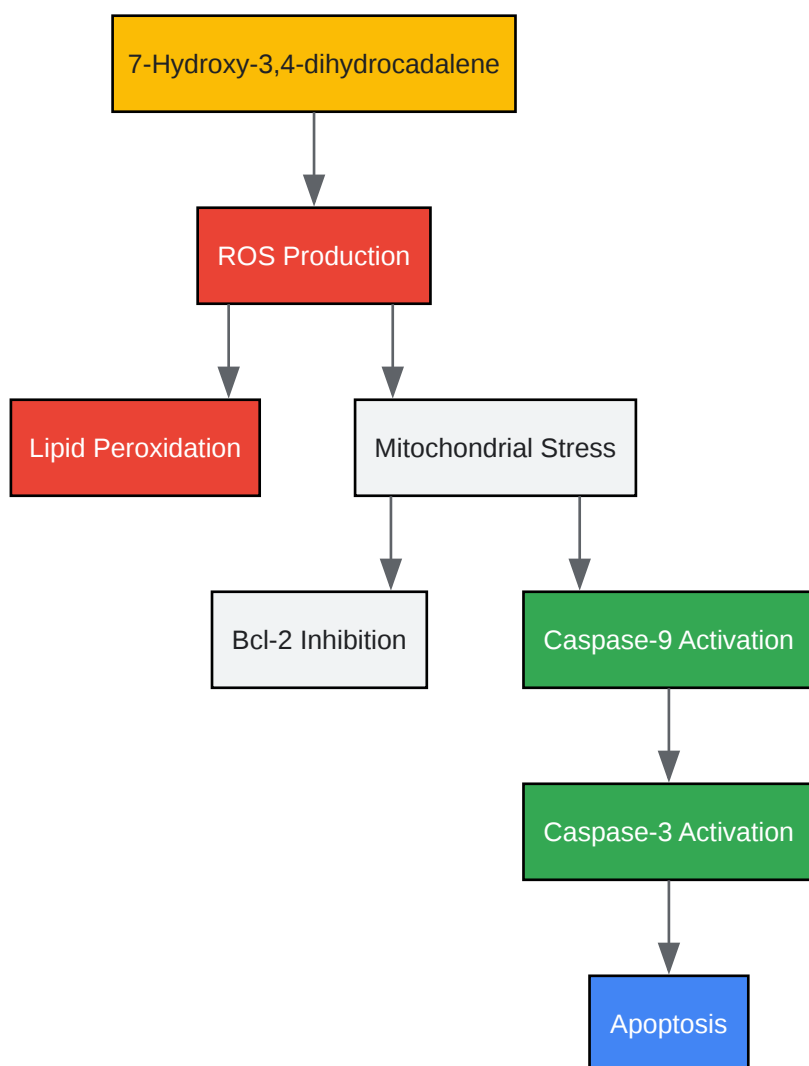 7-Hydroxy-3,4-dihydrocadalene
ROS Production
Lipid Peroxidation
Mitochondrial Stress
Bcl-2 Inhibition
Caspase-9 Activation
Caspase-3 Activation
Apoptosis